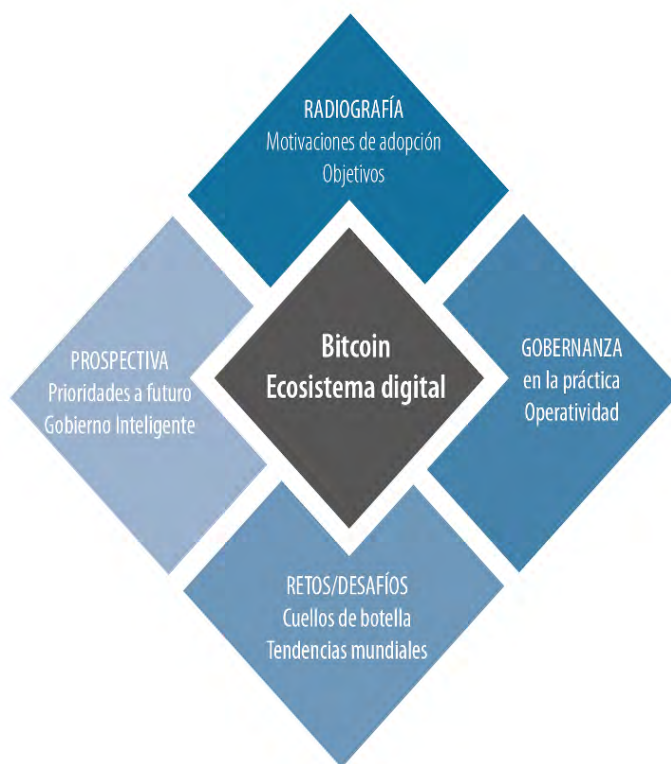 RADIOGRAFÍA
Motivaciones de adopción
Objetivos
Bitcoin
Ecosistema digital
GOBERNANZA
en la práctica
Operatividad
PROSPECTIVA
Prioridades a futuro
Gobierno Inteligente
RETOS/DESAFÍOS
Cuellos de botella
Tendencias mundiales